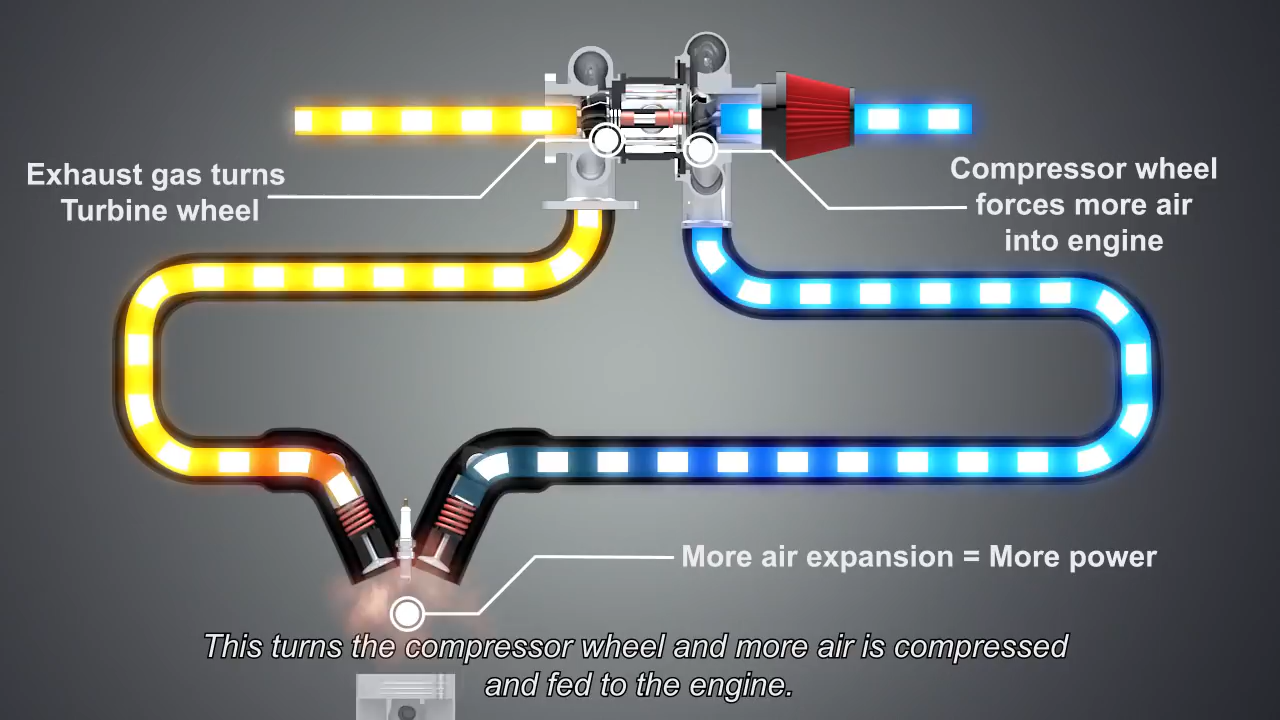 Exhaust gas turns
Turbine wheel
Compressor wheel
forces more air
into engine
More air expansion = More power
This turns the compressor wheel and more air is compressed
and fed to the engine.